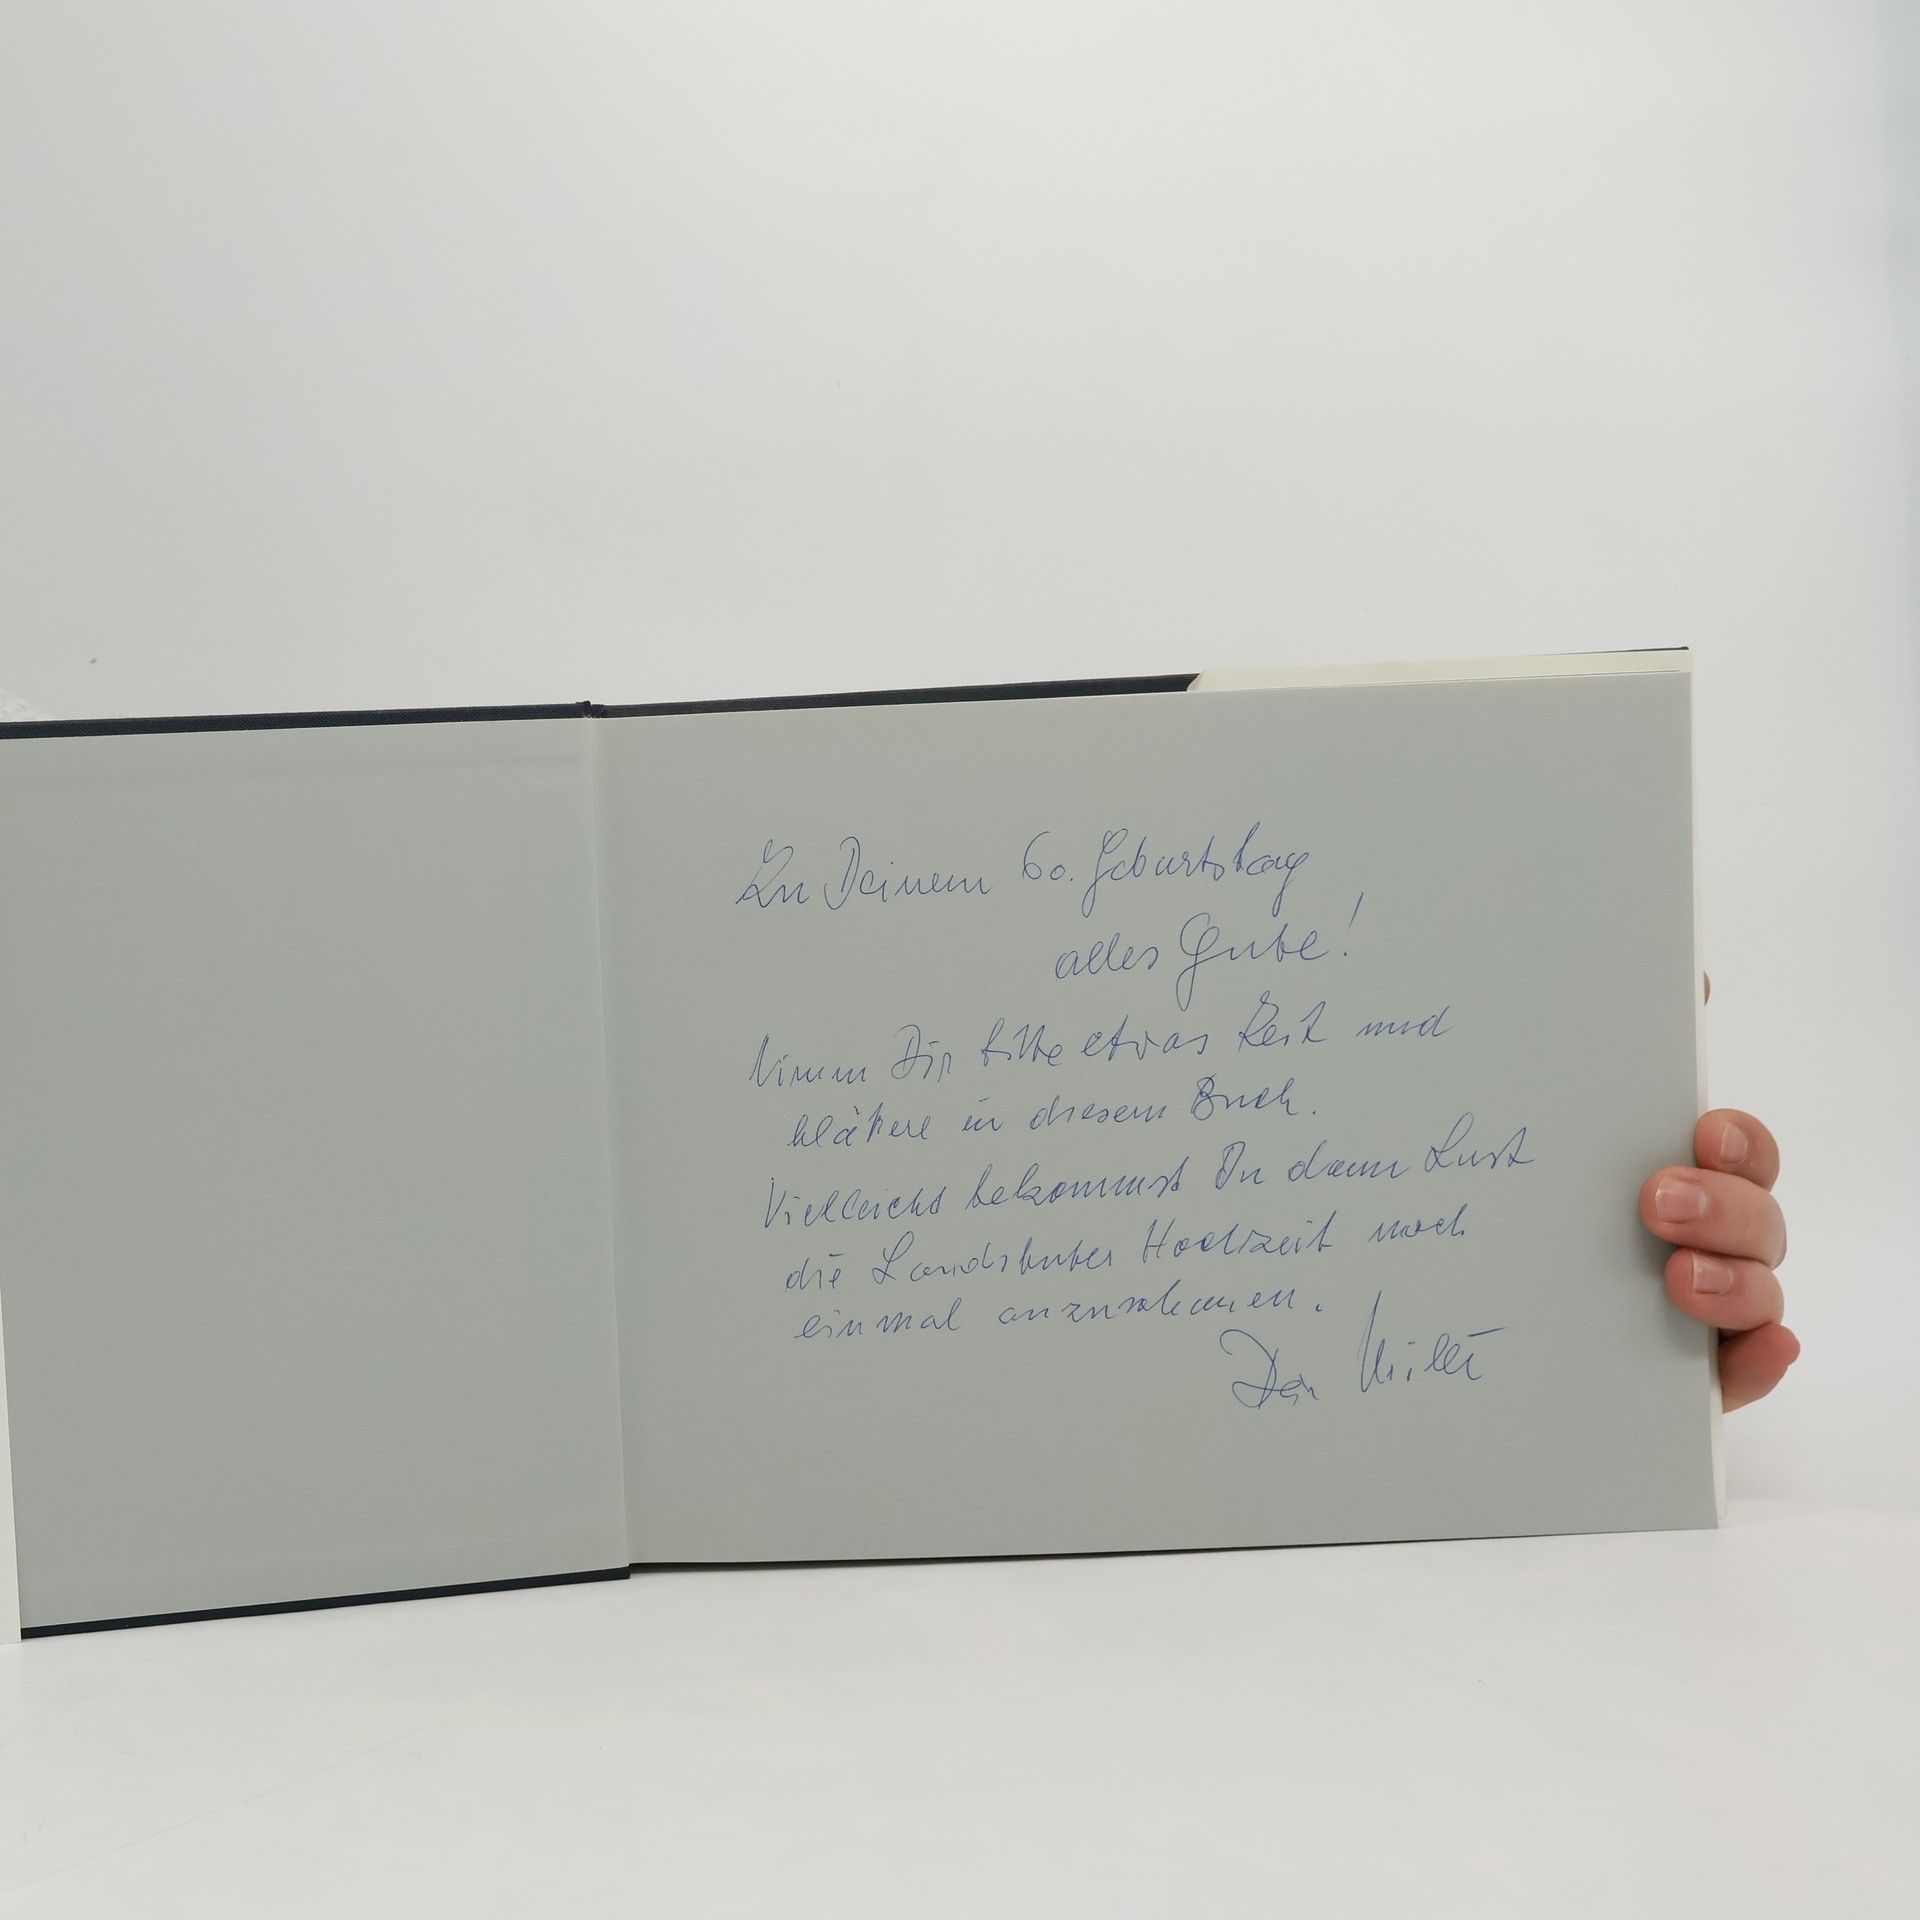 Zu Deinem 60. Geburtstag
alles Gute!
Nimm Dir bitte etwas Zeit und
blättere in diesem Buch.
Vielleicht bekommst Du dann Lust
die Landshuter Hochzeit noch
einmal anzuschauen.
Dein